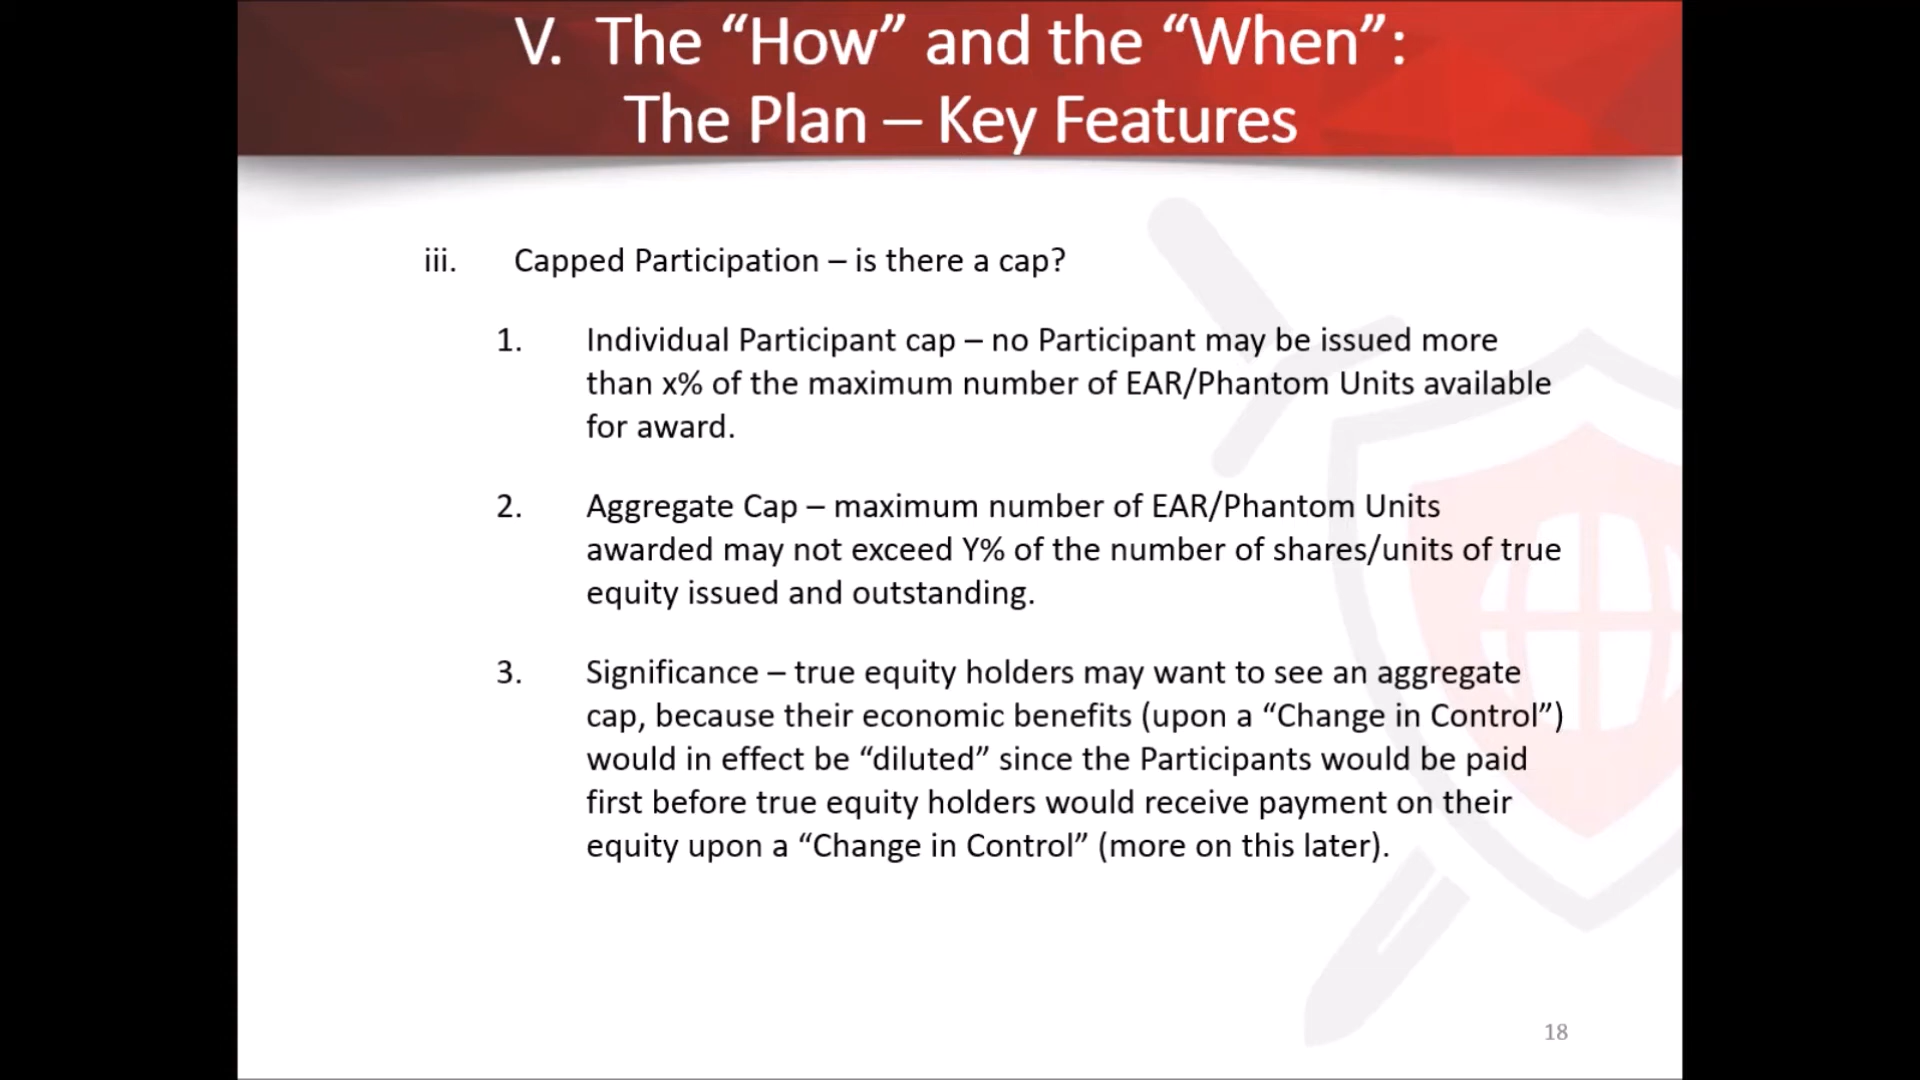 V. The “How” and the “When”:
The Plan – Key Features
iii. Capped Participation – is there a cap?
1. Individual Participant cap – no Participant may be issued more
than x% of the maximum number of EAR/Phantom Units available
for award.
2. Aggregate Cap – maximum number of EAR/Phantom Units
awarded may not exceed Y% of the number of shares/units of true
equity issued and outstanding.
3. Significance – true equity holders may want to see an aggregate
cap, because their economic benefits (upon a “Change in Control”)
would in effect be “diluted” since the Participants would be paid
first before true equity holders would receive payment on their
equity upon a “Change in Control” (more on this later).
18